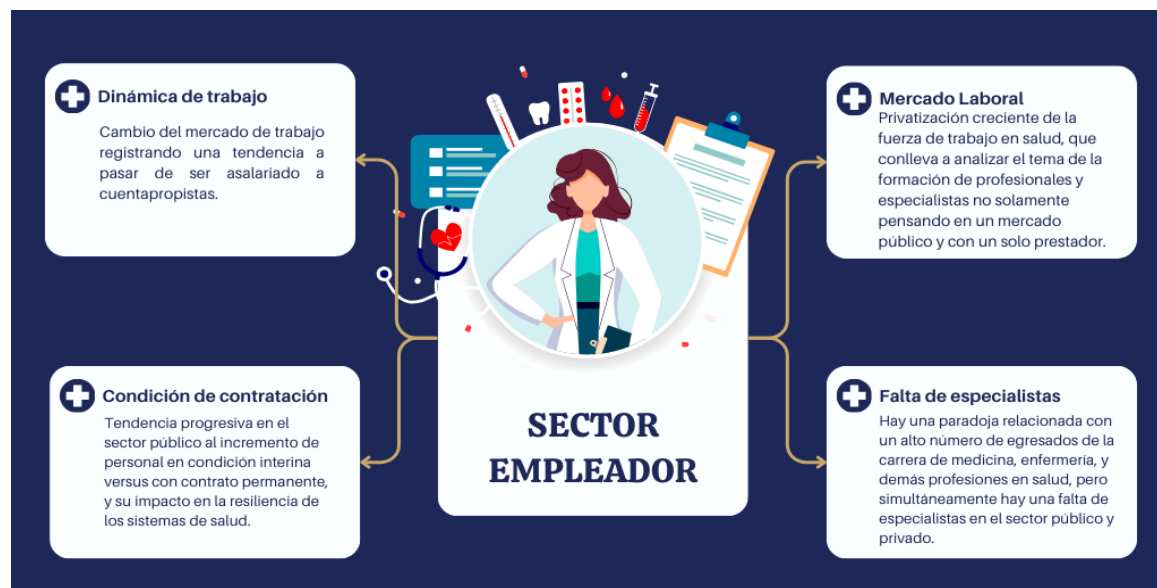 Dinámica de trabajo
Cambio del mercado de trabajo
registrando una tendencia a
pasar de ser asalariado a
cuentapropistas.
Mercado Laboral
Privatización creciente de la
fuerza de trabajo en salud, que
conlleva a analizar el tema de la
formación de profesionales y
especialistas no solamente
pensando en un mercado
público y con un solo prestador.
SECTOR
EMPLEADOR
Condición de contratación
Tendencia progresiva en el
sector público al incremento de
personal en condición interina
versus con contrato permanente,
y su impacto en la resiliencia de
los sistemas de salud.
Falta de especialistas
Hay una paradoja relacionada con
un alto número de egresados de la
carrera de medicina, enfermería, y
demás profesiones en salud, pero
simultáneamente hay una falta de
especialistas en el sector público y
privado.